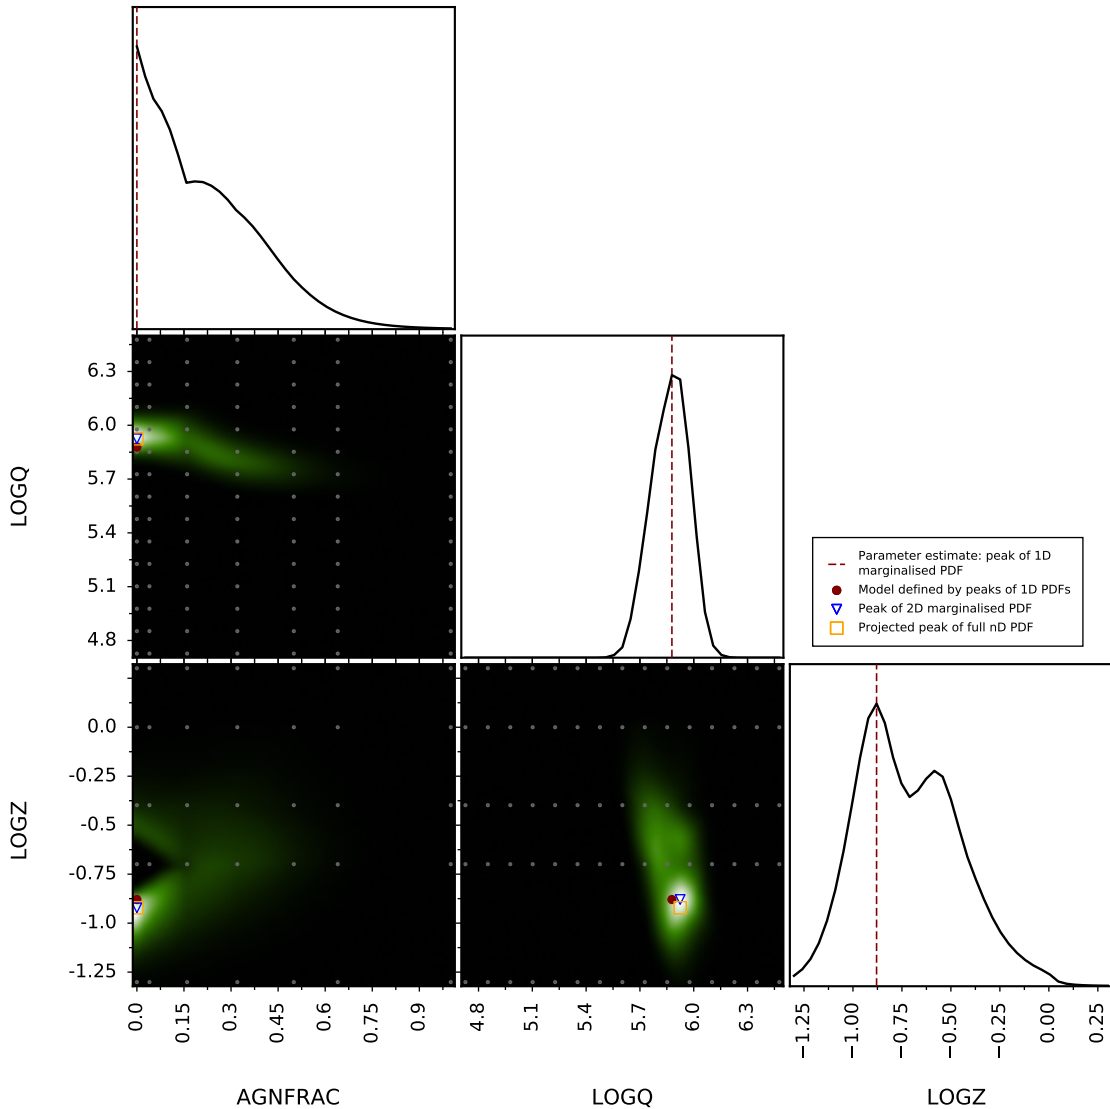 6.3
6.0
5.7
5.4
5.1
4.8
LOGQ
Parameter estimate: peak of 1D
marginalised PDF
Model defined by peaks of 1D PDFs
Peak of 2D marginalised PDF
Projected peak of full nD PDF
0.0
-0.25
-0.5
-0.75
-1.0
-1.25
LOGZ
0.0 0.15 0.3 0.45 0.6 0.75 0.9
4.8 5.1 5.4 5.7 6.0 6.3
−1.25 −1.00 −0.75 −0.50 0.00 0.25
AGNFRAC LOGQ LOGZ